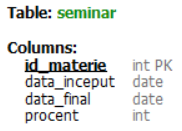 Table: seminar
Columns:
id_materie int PK
data_inceput date
data_final date
procent int